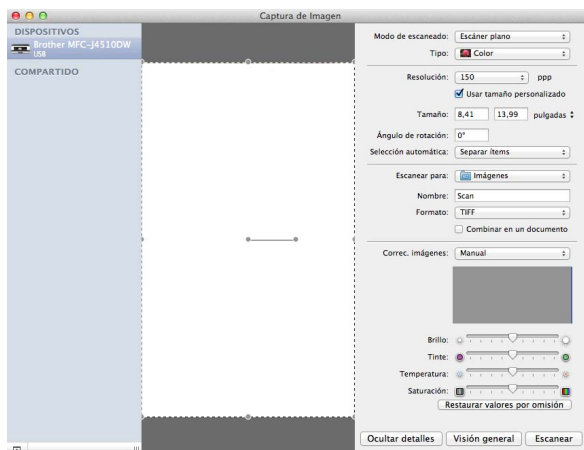 Captura de Imagen
DISPOSITIVOS
Brother MFC-J4510DW
USB
COMPARTIDO
Modo de escaneado: Escáner plano
Tipo: Color
Resolución: 150 ppp
Usar tamaño personalizado
Tamaño: 8,41 13,99 pulgadas
Ángulo de rotación: 0°
Selección automática: Separar ítems
Escanear para: Imágenes
Nombre: Scan
Formato: TIFF
Combinar en un documento
Correc. imágenes: Manual
Brillo:
Tinte:
Temperatura:
Saturación:
Restaurar valores por omisión
Ocultar detalles Visión general Escanear